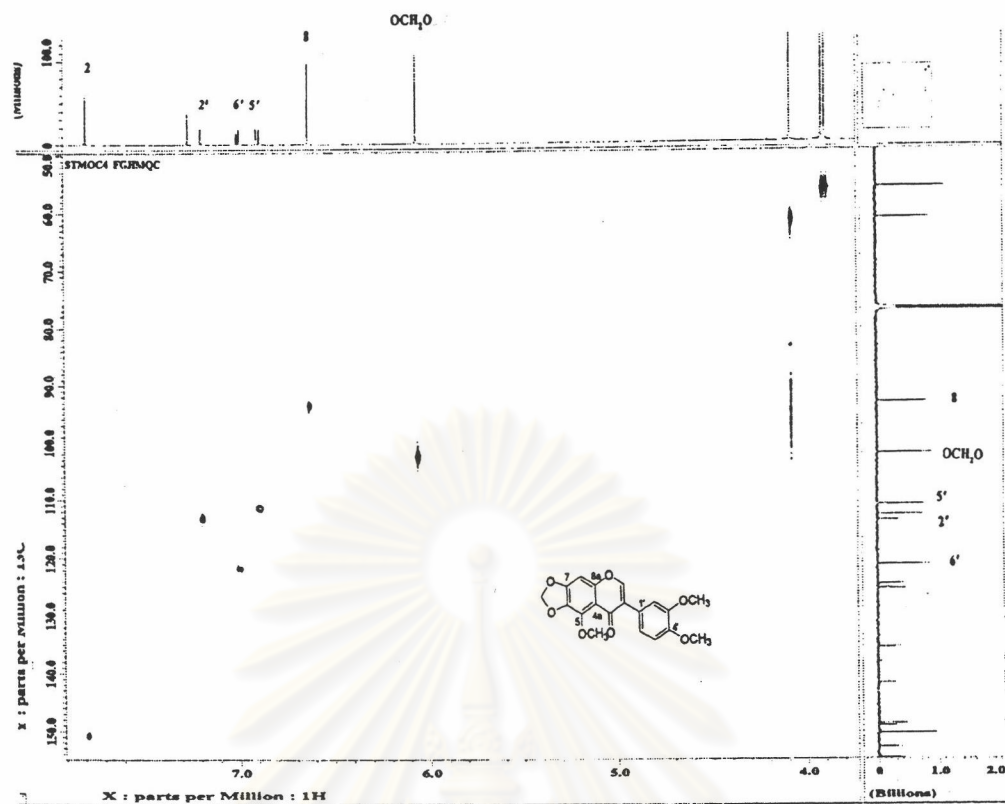 OCH₂O
(Millions)
100.0
0
2
2'
6'
5'
8
STMOC4 FGHMQC
50.0
60.0
70.0
80.0
90.0
100.0
110.0
120.0
130.0
140.0
150.0
8
OCH₂O
5'
2'
6'
7
8a
O
O
O
5
4a
1'
OCH₃
OCH₃
O
4'
OCH₃
: parts per Million : 13C
7.0
6.0
5.0
4.0
X : parts per Million : 1H
0
1.0
2.0
(Billions)